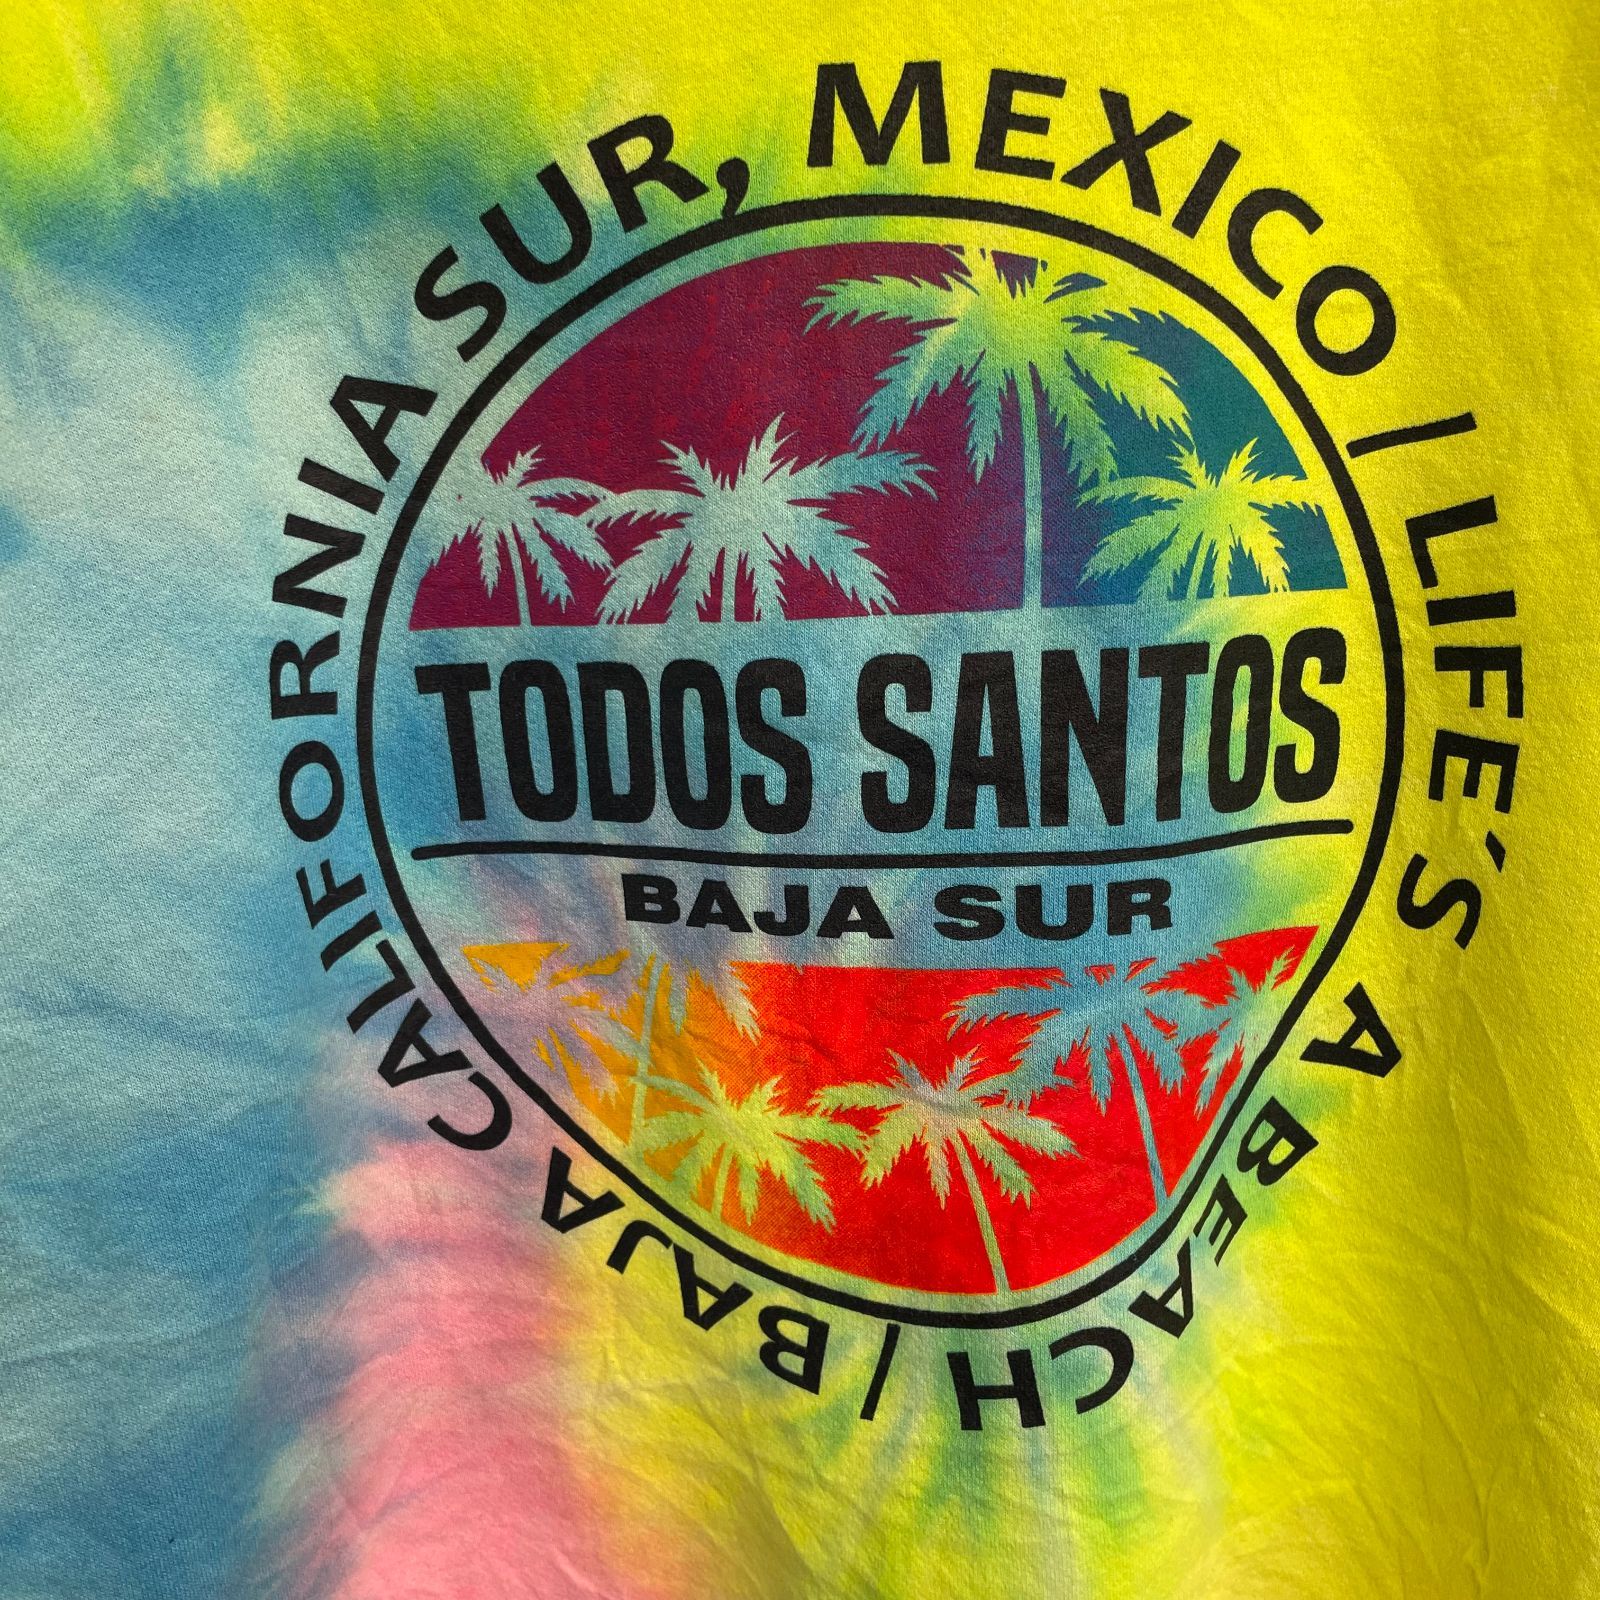 BAJA CALIFORNIA SUR, MEXICO | LIFE'S A BEACH |
TODOS SANTOS
BAJA SUR